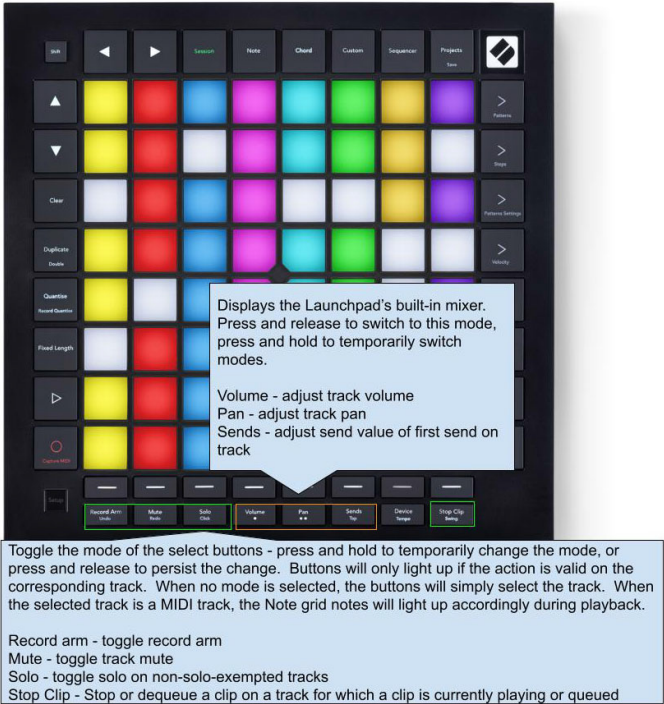 Shift
Session
Note
Chord
Custom
Sequencer
Projects
Save
Patterns
Steps
Clear
Patterns Settings
Duplicate
Double
Velocity
Quantise
Record Quantise
Fixed Length
Capture MIDI
Displays the Launchpad's built-in mixer.
Press and release to switch to this mode,
press and hold to temporarily switch
modes.
Volume - adjust track volume
Pan - adjust track pan
Sends - adjust send value of first send on
track
Setup
Record Arm
Undo
Mute
Redo
Solo
Click
Volume
Pan
Sends
Tap
Device
Tempo
Stop Clip
Swing
Toggle the mode of the select buttons - press and hold to temporarily change the mode, or
press and release to persist the change. Buttons will only light up if the action is valid on the
corresponding track. When no mode is selected, the buttons will simply select the track. When
the selected track is a MIDI track, the Note grid notes will light up accordingly during playback.
Record arm - toggle record arm
Mute - toggle track mute
Solo - toggle solo on non-solo-exempted tracks
Stop Clip - Stop or dequeue a clip on a track for which a clip is currently playing or queued